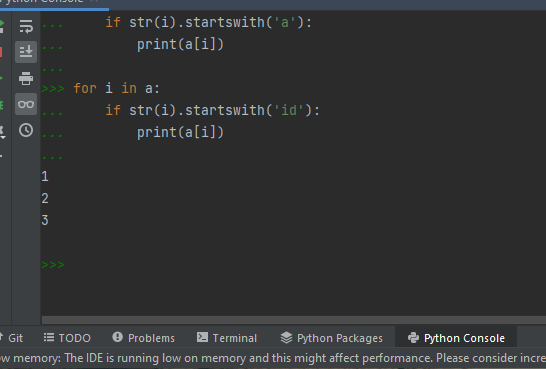 Python Console
... if str(i).startswith('a'):
... print(a[i])
...
>>> for i in a:
... if str(i).startswith('id'):
... print(a[i])
...
1
2
3
>>>
Git TODO Problems Terminal Python Packages Python Console
memory: The IDE is running low on memory and this might affect performance. Please consider